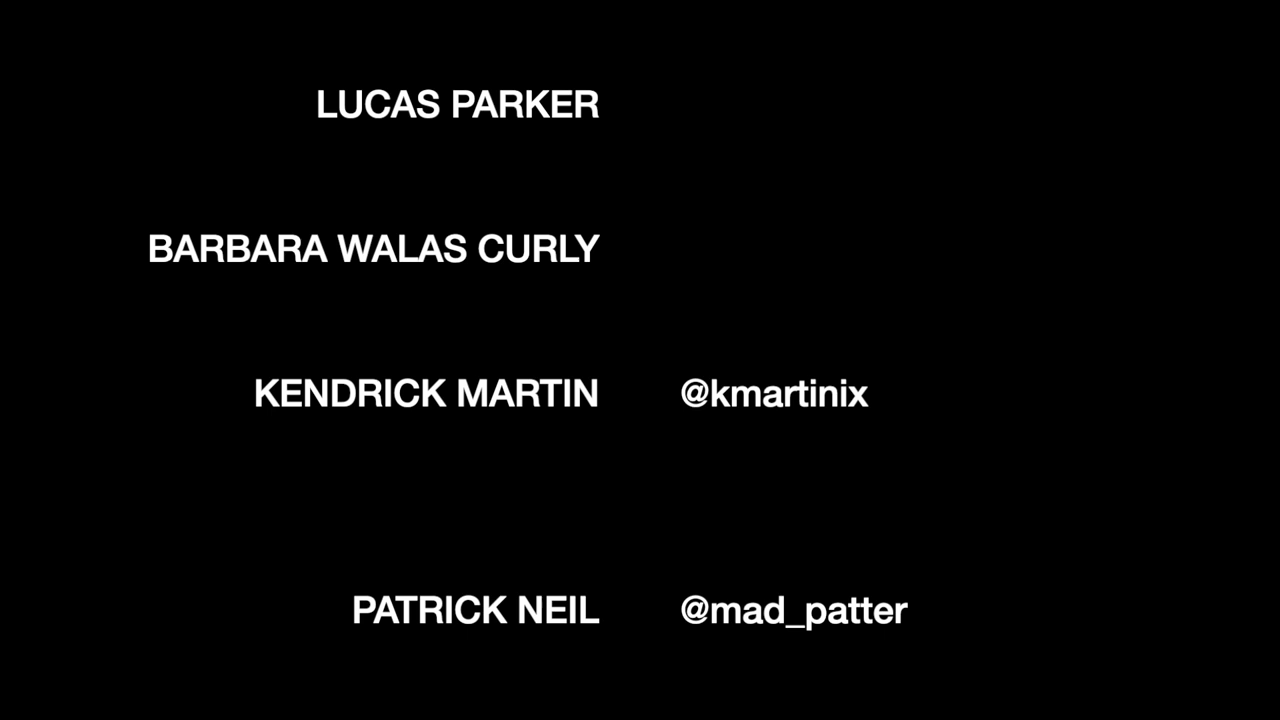 LUCAS PARKER
BARBARA WALAS CURLY
KENDRICK MARTIN @kmartinix
PATRICK NEIL @mad_patter